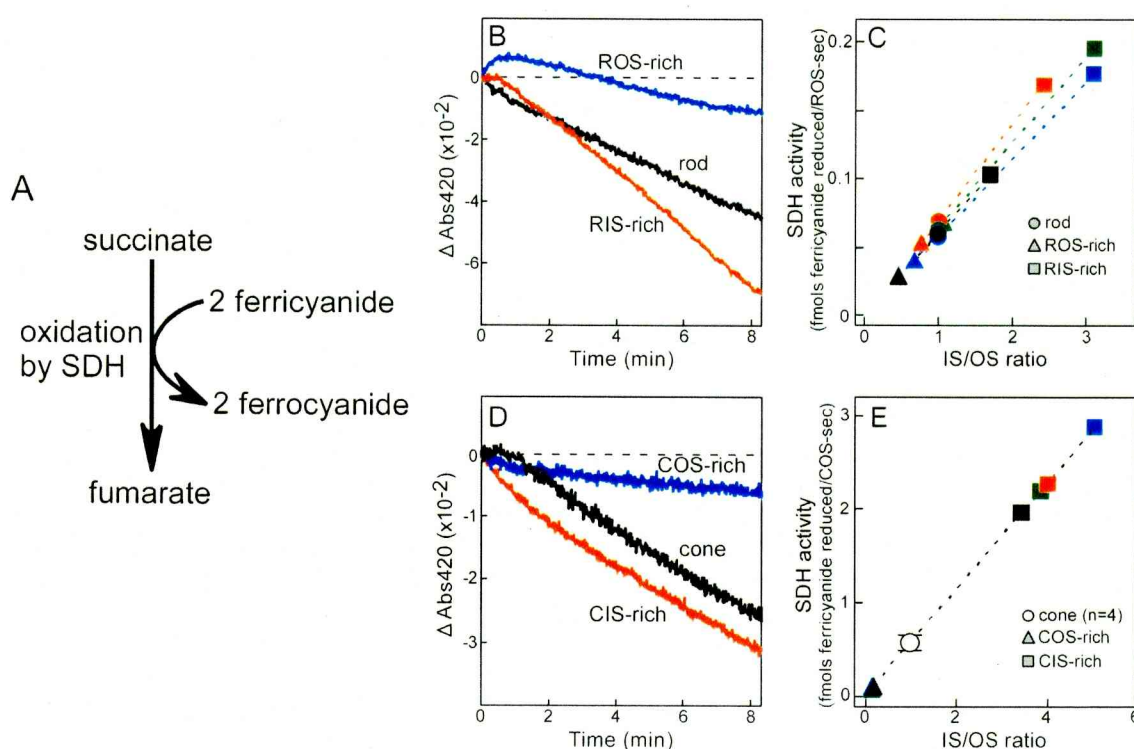 A
succinate
2 ferricyanide
oxidation
by SDH
2 ferrocyanide
fumarate
B
ROS-rich
rod
RIS-rich
0
-2
-4
-6
Δ Abs420 (x10-2)
0 2 4 6 8
Time (min)
C
0.2
0.1
0
SDH activity
(fmols ferricyanide reduced/ROS-sec)
rod
ROS-rich
RIS-rich
0 1 2 3
IS/OS ratio
D
COS-rich
cone
CIS-rich
0
-1
-2
-3
Δ Abs420 (x10-2)
0 2 4 6 8
Time (min)
E
3
2
1
0
SDH activity
(fmols ferricyanide reduced/COS-sec)
cone (n=4)
COS-rich
CIS-rich
0 2 4 6
IS/OS ratio